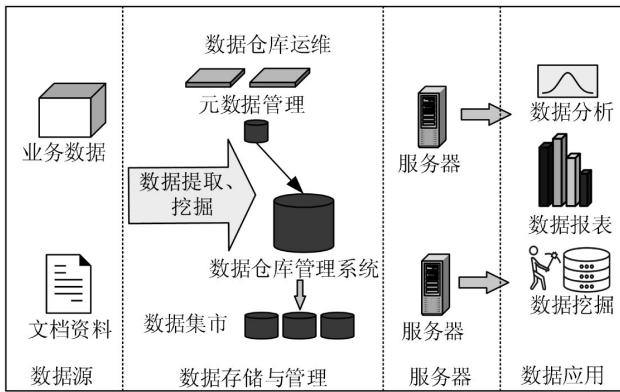 业务数据
文档资料
数据源
数据仓库运维
元数据管理
数据提取、
挖掘
数据仓库管理系统
数据集市
数据存储与管理
服务器
服务器
服务器
数据分析
数据报表
数据挖掘
数据应用